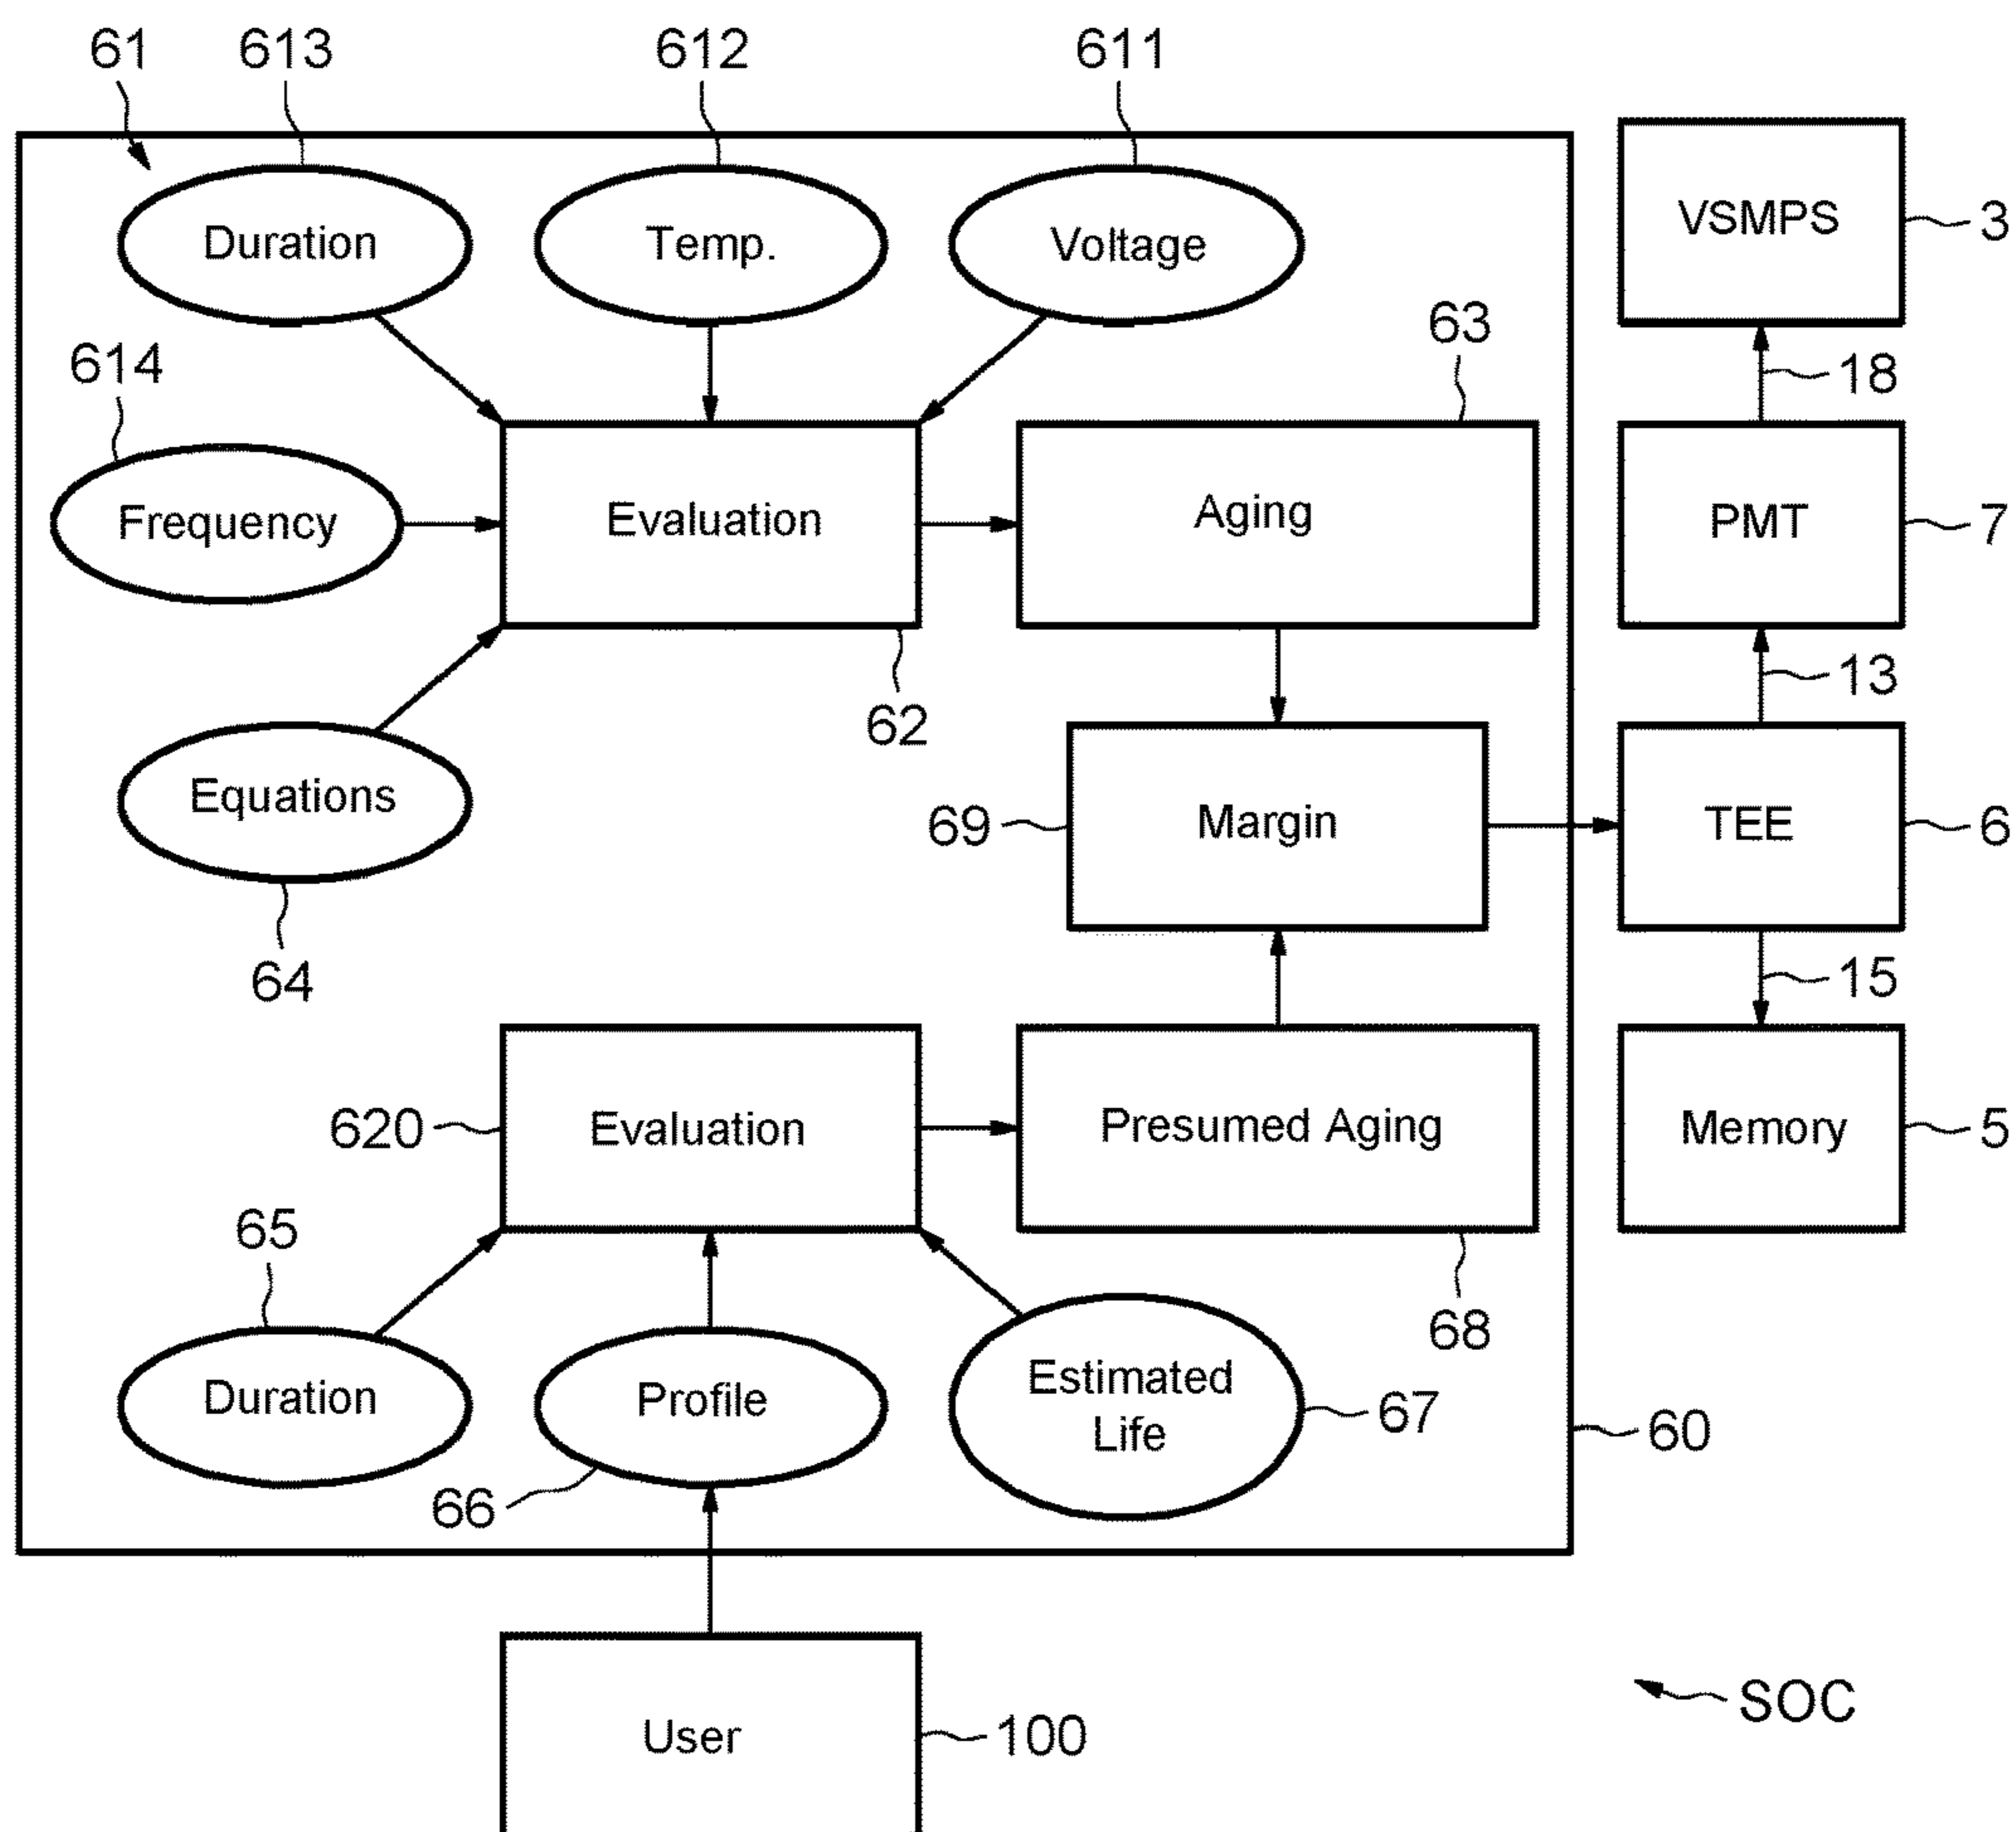 61
613
612
611
Duration
Temp.
Voltage
VSMPS
3
63
18
614
Frequency
Evaluation
Aging
PMT
7
62
13
Equations
69
Margin
TEE
6
64
15
620
Evaluation
Presumed Aging
Memory
5
65
68
Duration
Profile
Estimated
Life
67
60
66
SOC
User
100